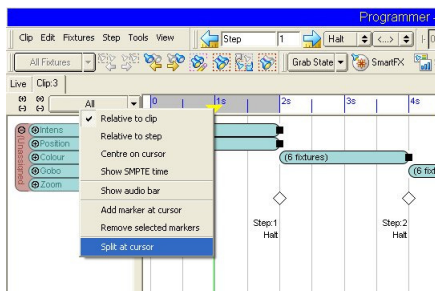 Programmer -
Clip Edit Fixtures Step Tools View Step 1 Halt <...>
All Fixtures Grab State SmartFX
Live Clip:3
All 0 1s 2s 3s 4s
Unassigned
Intens
Position
Colour
Gobo
Zoom
Relative to clip
Relative to step
Centre on cursor
Show SMPTE time
Show audio bar
Add marker at cursor
Remove selected markers
Split at cursor
(6 fixtures)
(6 fixt
Step:1
Halt
Step:2
Halt